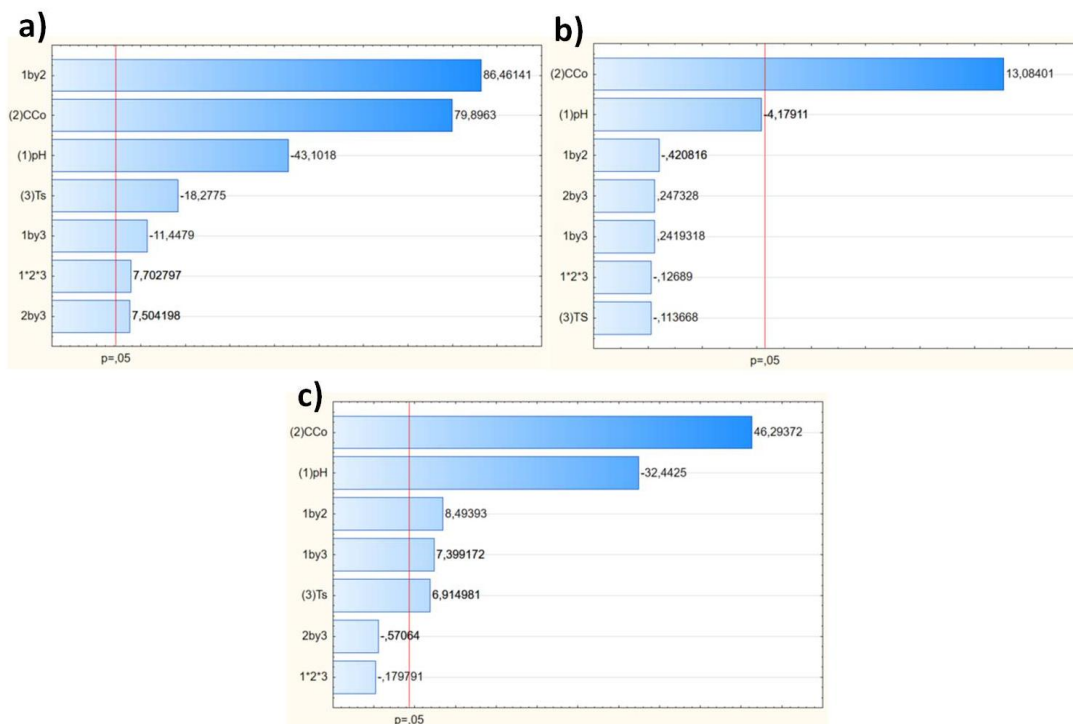 a)
1by2
86,46141
(2)CCo
79,8963
(1)pH
-43,1018
(3)Ts
-18,2775
1by3
-11,4479
1*2*3
7,702797
2by3
7,504198
p=,05
b)
(2)CCo
13,08401
(1)pH
-4,17911
1by2
-,420816
2by3
,247328
1by3
,2419318
1*2*3
-,12689
(3)TS
-,113668
p=,05
c)
(2)CCo
46,29372
(1)pH
-32,4425
1by2
8,49393
1by3
7,399172
(3)Ts
6,914981
2by3
-,57064
1*2*3
-,179791
p=,05